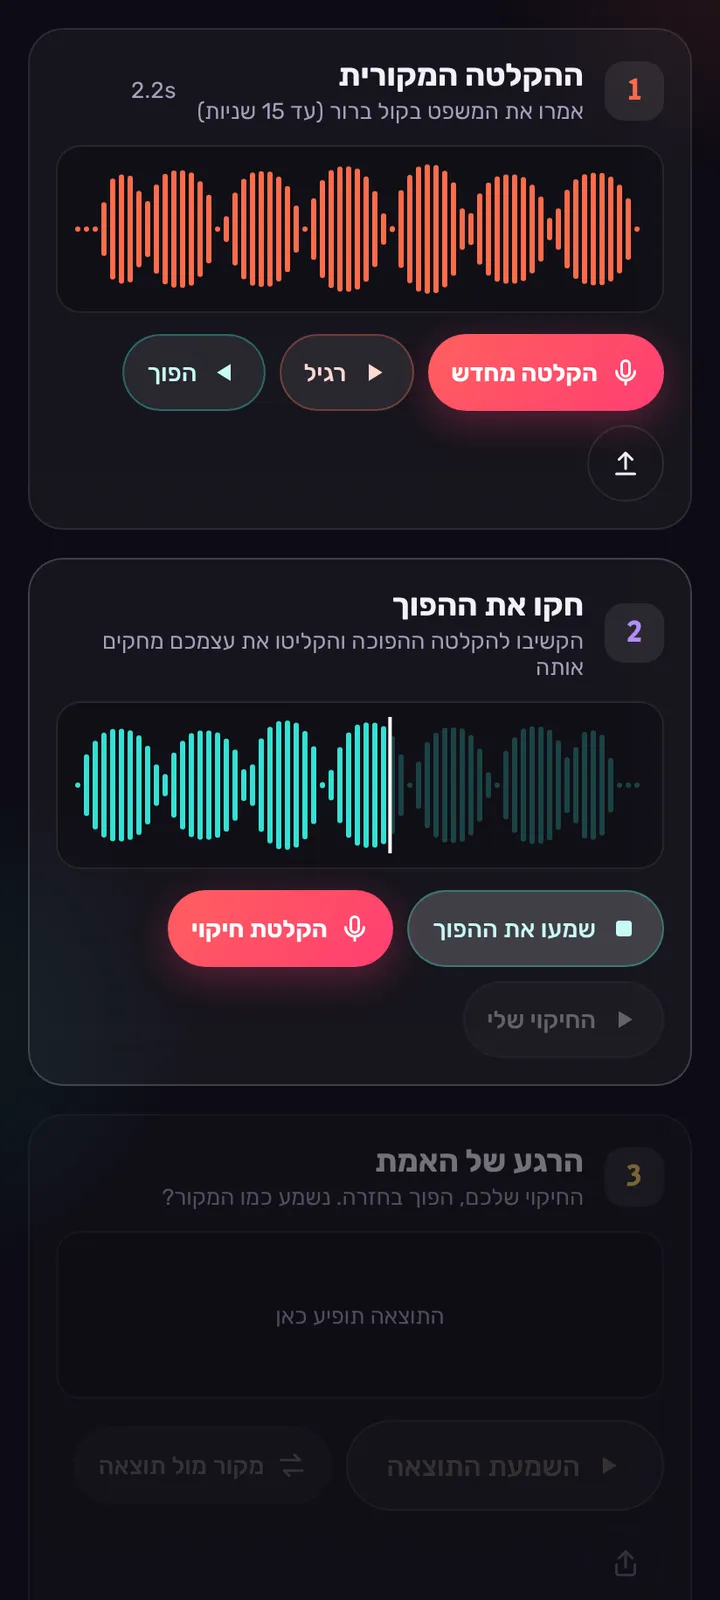 1
ההקלטה המקורית
2.2s
אמרו את המשפט בקול ברור (עד 15 שניות)
הקלטה מחדש
רגיל
הפוך
2
חקו את ההפוך
הקשיבו להקלטה ההפוכה והקליטו את עצמכם מחקים
אותה
שמעו את ההפוך
הקלטת חיקוי
החיקוי שלי
3
הרגע של האמת
החיקוי שלכם, הפוך בחזרה. נשמע כמו המקור?
התוצאה תופיע כאן
השמעת התוצאה
מקור מול תוצאה